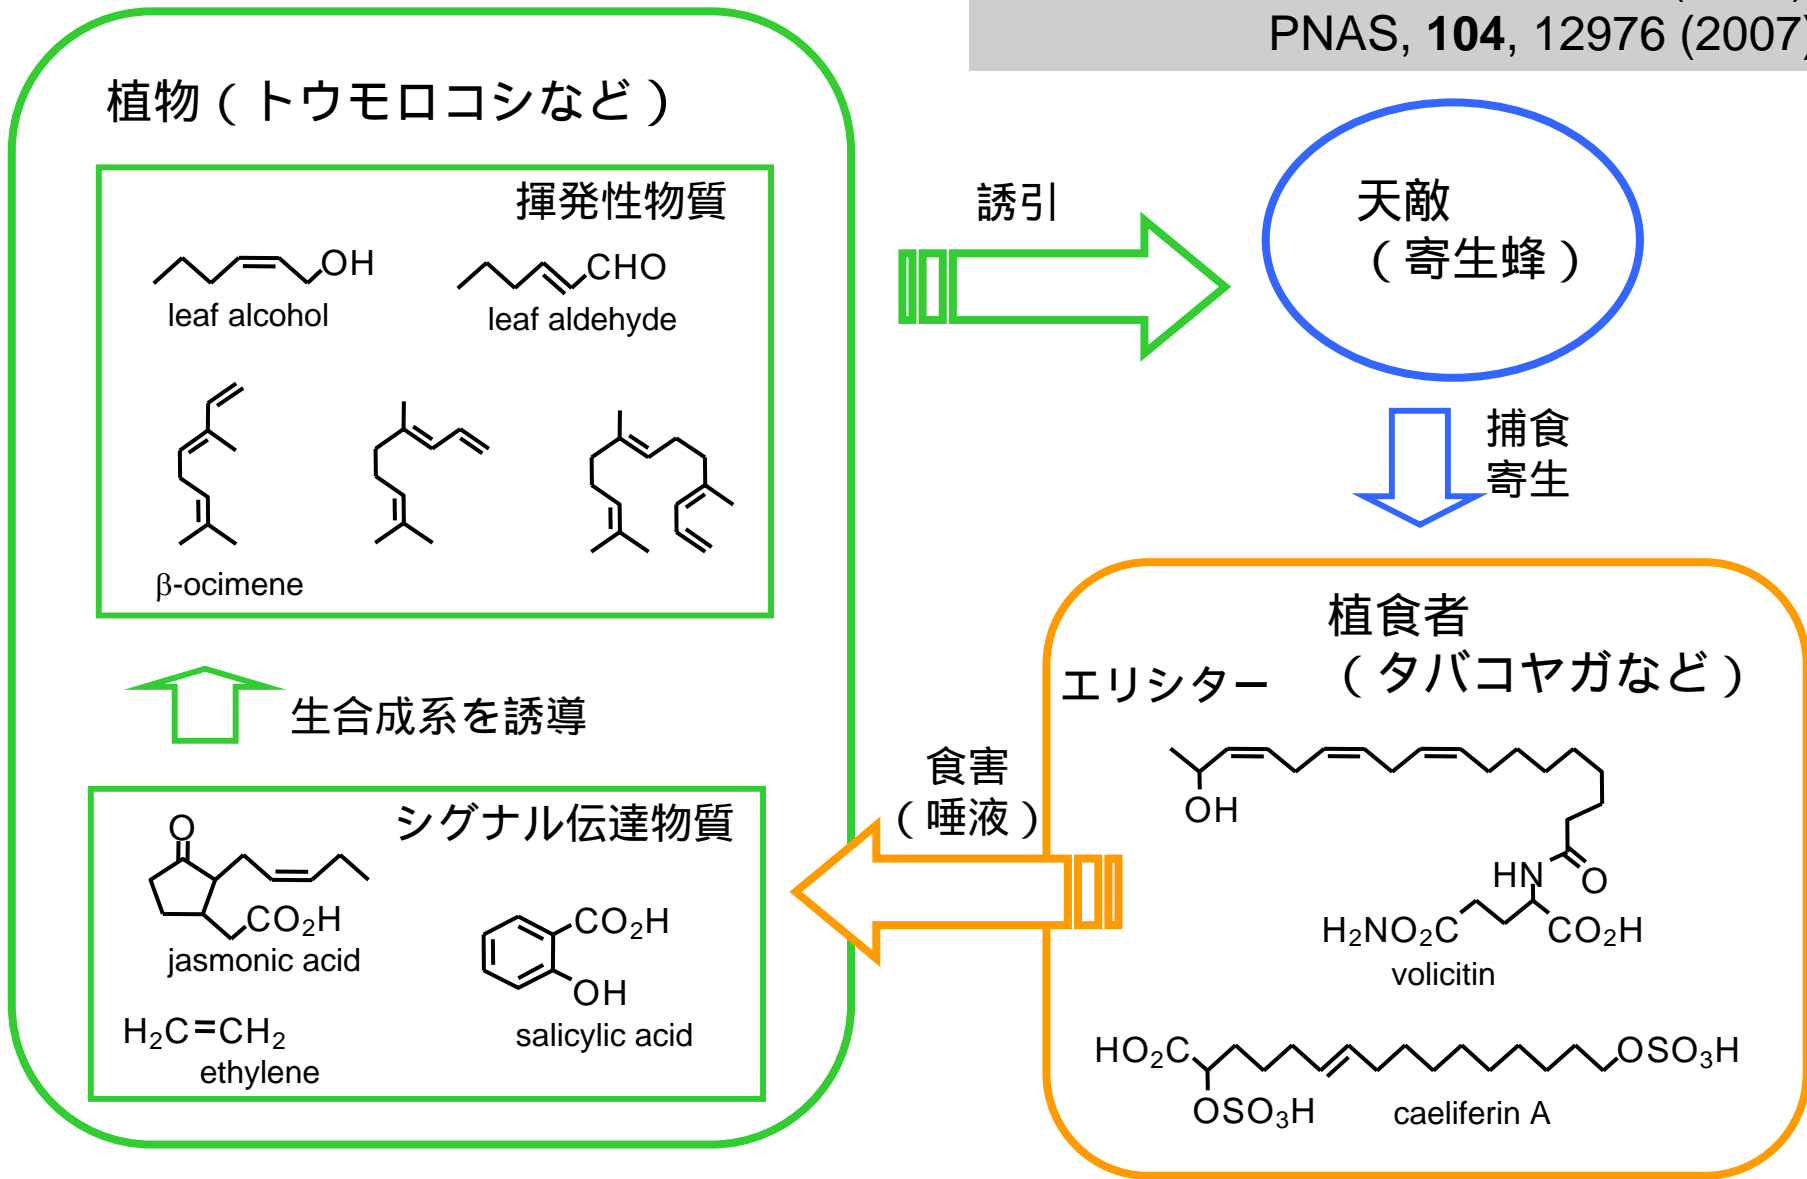 PNAS, 104, 12976 (2007)
植物（トウモロコシなど）
揮発性物質
OH
leaf alcohol
CHO
leaf aldehyde
β-ocimene
生合成系を誘導
シグナル伝達物質
O
CO2H
jasmonic acid
CO2H
OH
salicylic acid
H2C=CH2
ethylene
誘引
天敵
（寄生蜂）
捕食
寄生
植食者
（タバコヤガなど）
エリシター
食害
（唾液）
OH
HN
O
H2NO2C
CO2H
volicitin
HO2C
OSO3H
OSO3H
caeliferin A